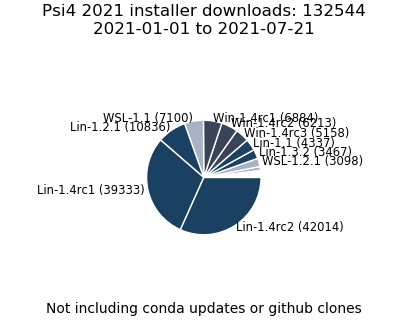 Psi4 2021 installer downloads: 132544
2021-01-01 to 2021-07-21
WSL-1.1 (7100)
Win-1.4rc1 (6884)
Win-1.4rc2 (6213)
Lin-1.2.1 (10836)
Win-1.4rc3 (5158)
Lin-1.1 (4337)
Lin-1.3.2 (3467)
WSL-1.2.1 (3098)
Lin-1.4rc1 (39333)
Lin-1.4rc2 (42014)
Not including conda updates or github clones